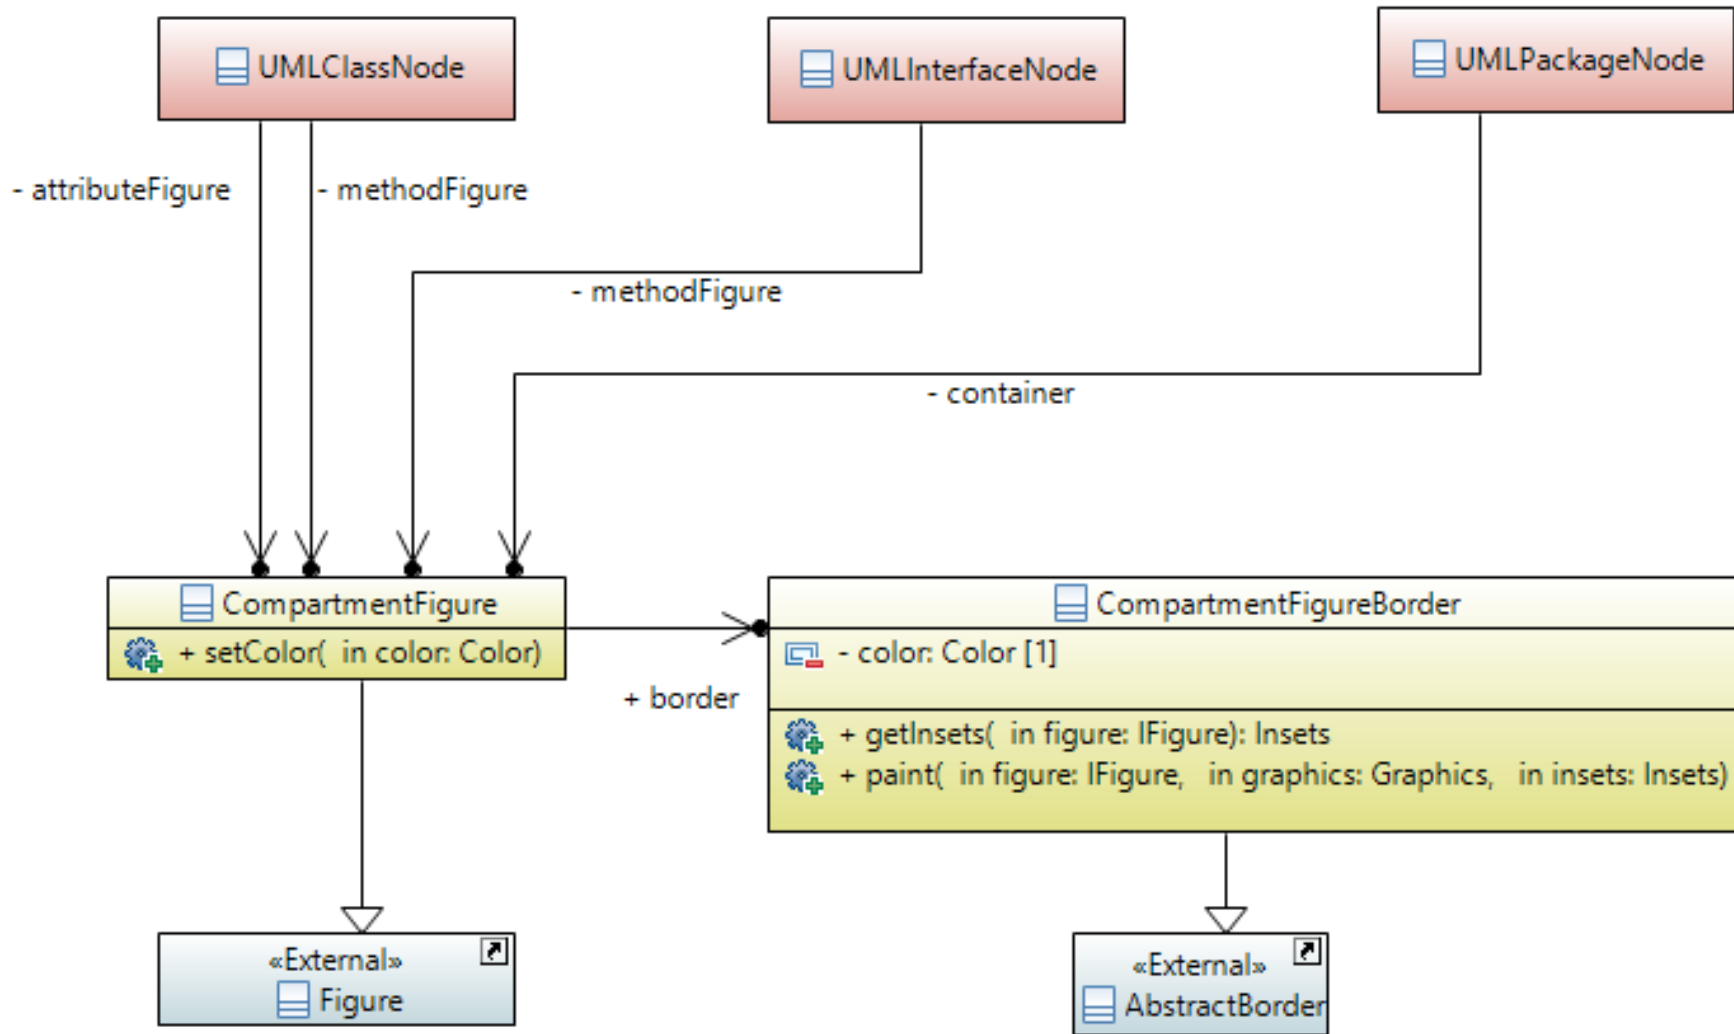 UMLClassNode
UMLInterfaceNode
UMLPackageNode
- attributeFigure
- methodFigure
- methodFigure
- container
CompartmentFigure
+ setColor(  in color: Color)
+ border
CompartmentFigureBorder
- color: Color [1]
+ getInsets(  in figure: IFigure): Insets
+ paint(  in figure: IFigure,   in graphics: Graphics,   in insets: Insets)
«External»
Figure
«External»
AbstractBorder